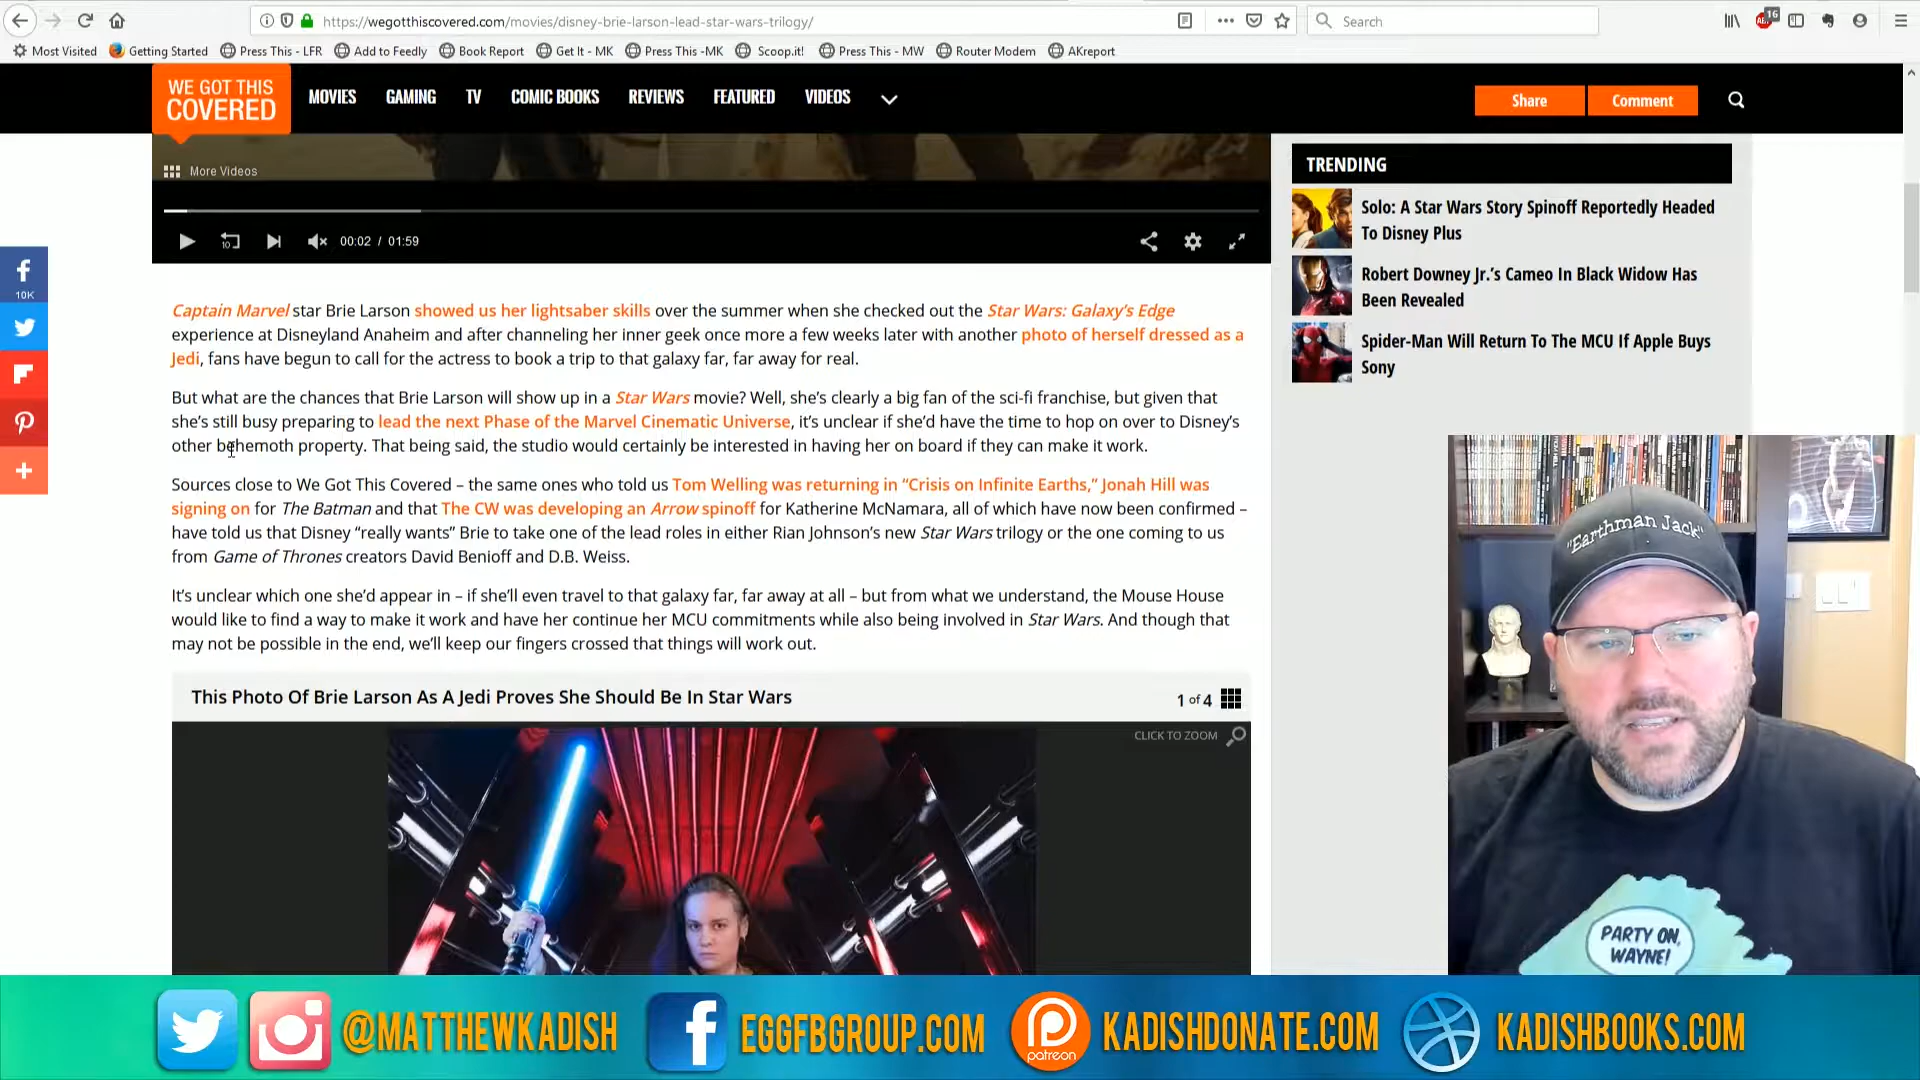 https://wegotthiscovered.com/movies/disney-brie-larson-lead-star-wars-trilogy/
Search
16
Most Visited
Getting Started
Press This - LFR
Add to Feedly
Book Report
Get It - MK
Press This -MK
Scoop.it!
Press This - MW
Router Modem
AKreport
WE GOT THIS
COVERED
MOVIES
GAMING
TV
COMIC BOOKS
REVIEWS
FEATURED
VIDEOS
Share
Comment
More Videos
10
00:02 / 01:59
TRENDING
Solo: A Star Wars Story Spinoff Reportedly Headed
To Disney Plus
Robert Downey Jr.'s Cameo In Black Widow Has
Been Revealed
Spider-Man Will Return To The MCU If Apple Buys
Sony
10K
Captain Marvel star Brie Larson showed us her lightsaber skills over the summer when she checked out the Star Wars: Galaxy's Edge
experience at Disneyland Anaheim and after channeling her inner geek once more a few weeks later with another photo of herself dressed as a
Jedi, fans have begun to call for the actress to book a trip to that galaxy far, far away for real.
But what are the chances that Brie Larson will show up in a Star Wars movie? Well, she's clearly a big fan of the sci-fi franchise, but given that
she's still busy preparing to lead the next Phase of the Marvel Cinematic Universe, it's unclear if she'd have the time to hop on over to Disney's
other behemoth property. That being said, the studio would certainly be interested in having her on board if they can make it work.
Sources close to We Got This Covered – the same ones who told us Tom Welling was returning in "Crisis on Infinite Earths," Jonah Hill was
signing on for The Batman and that The CW was developing an Arrow spinoff for Katherine McNamara, all of which have now been confirmed –
have told us that Disney "really wants" Brie to take one of the lead roles in either Rian Johnson's new Star Wars trilogy or the one coming to us
from Game of Thrones creators David Benioff and D.B. Weiss.
It's unclear which one she'd appear in – if she'll even travel to that galaxy far, far away at all – but from what we understand, the Mouse House
would like to find a way to make it work and have her continue her MCU commitments while also being involved in Star Wars. And though that
may not be possible in the end, we'll keep our fingers crossed that things will work out.
This Photo Of Brie Larson As A Jedi Proves She Should Be In Star Wars
1 of 4
CLICK TO ZOOM
"Earthman Jack"
PARTY ON,
WAYNE!
@MATTHEWKADISH
EGGFBGROUP.COM
patreon
KADISHDONATE.COM
KADISHBOOKS.COM